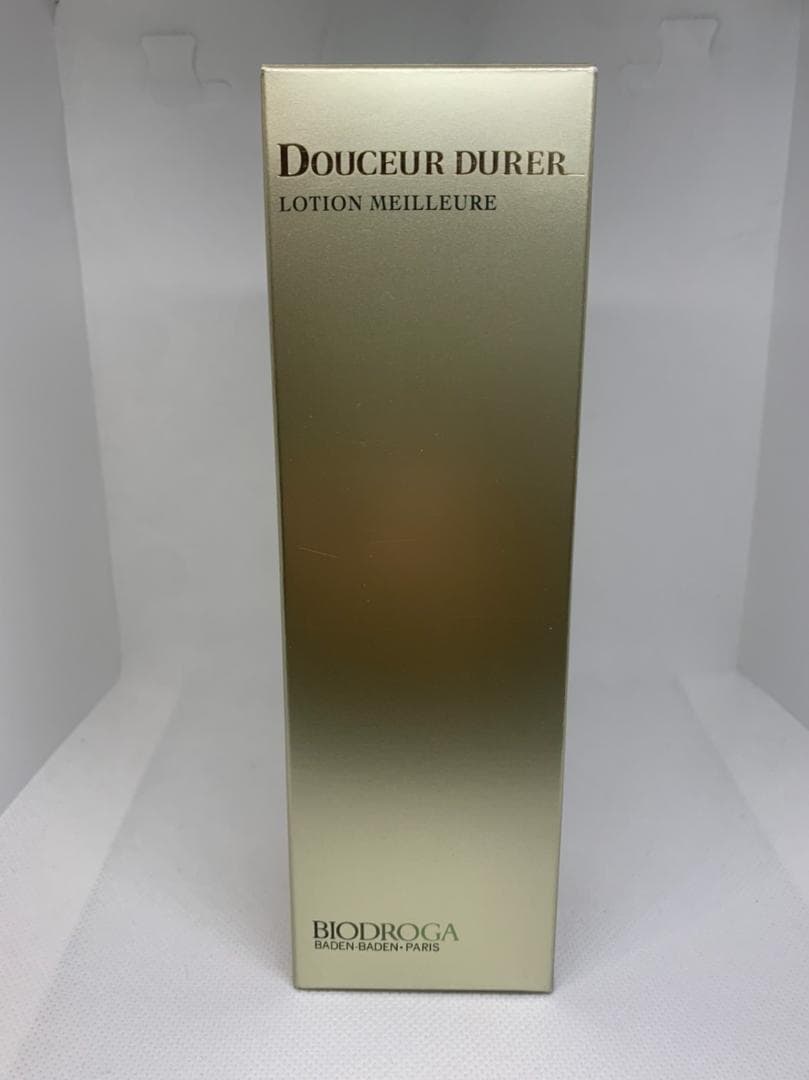 DOUCEUR DURER
LOTION MEILLEURE
BIODROGA
BADEN-BADEN• PARIS